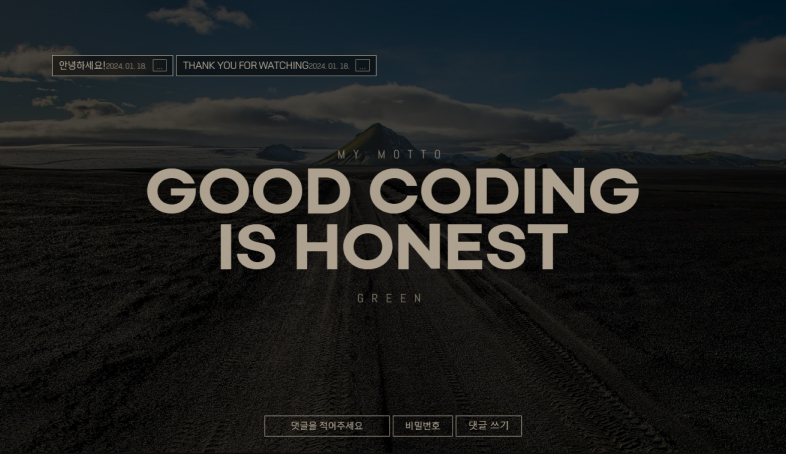 안녕하세요!2024. 01. 18. ...
THANK YOU FOR WATCHING2024. 01. 18. ...
MY MOTTO
GOOD CODING
IS HONEST
GREEN
댓글을 적어주세요
비밀번호
댓글 쓰기